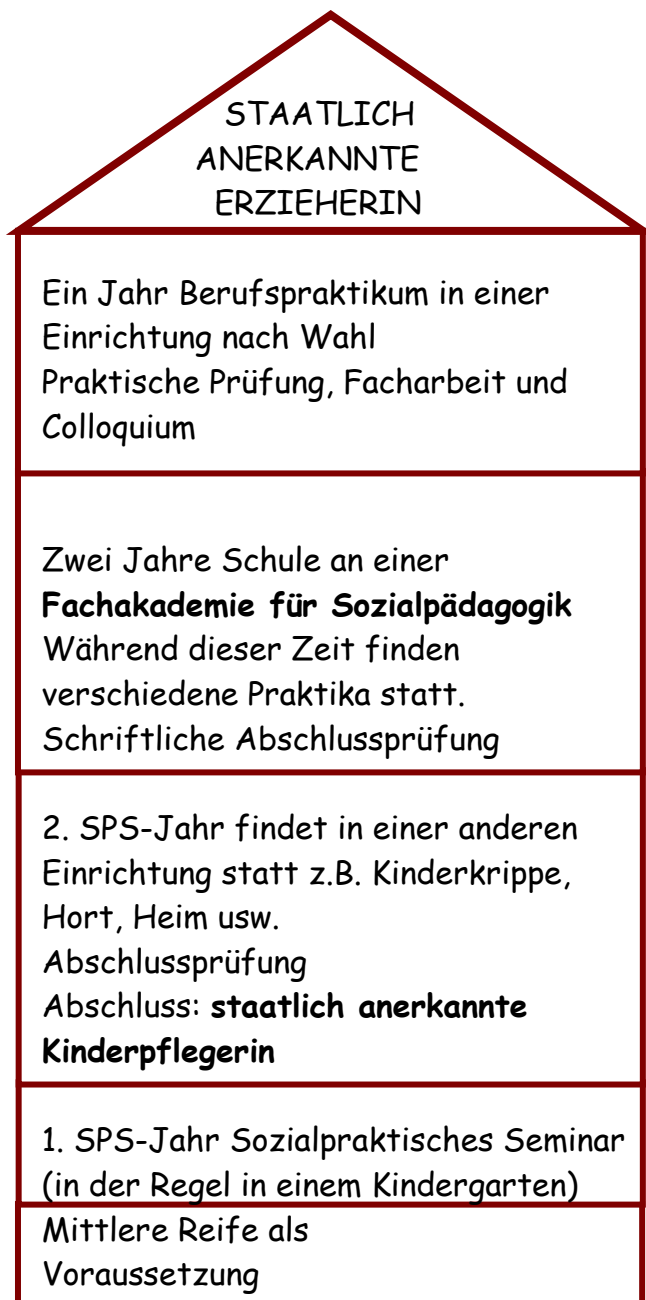 STAATLICH
ANERKANNTE
ERZIEHERIN
Ein Jahr Berufspraktikum in einer
Einrichtung nach Wahl
Praktische Prüfung, Facharbeit und
Colloquium
Zwei Jahre Schule an einer
Fachakademie für Sozialpädagogik
Während dieser Zeit finden
verschiedene Praktika statt.
Schriftliche Abschlussprüfung
2. SPS-Jahr findet in einer anderen
Einrichtung statt z.B. Kinderkrippe,
Hort, Heim usw.
Abschlussprüfung
Abschluss: staatlich anerkannte
Kinderpflegerin
1. SPS-Jahr Sozialpraktisches Seminar
(in der Regel in einem Kindergarten)
Mittlere Reife als
Voraussetzung